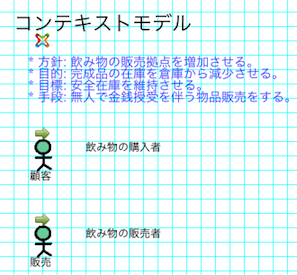 コンテキストモデル
* 方針: 飲み物の販売拠点を増加させる。
* 目的: 完成品の在庫を倉庫から減少させる。
* 目標: 安全在庫を維持させる。
* 手段: 無人で金銭授受を伴う物品販売をする。
飲み物の購入者
顧客
飲み物の販売者
販売